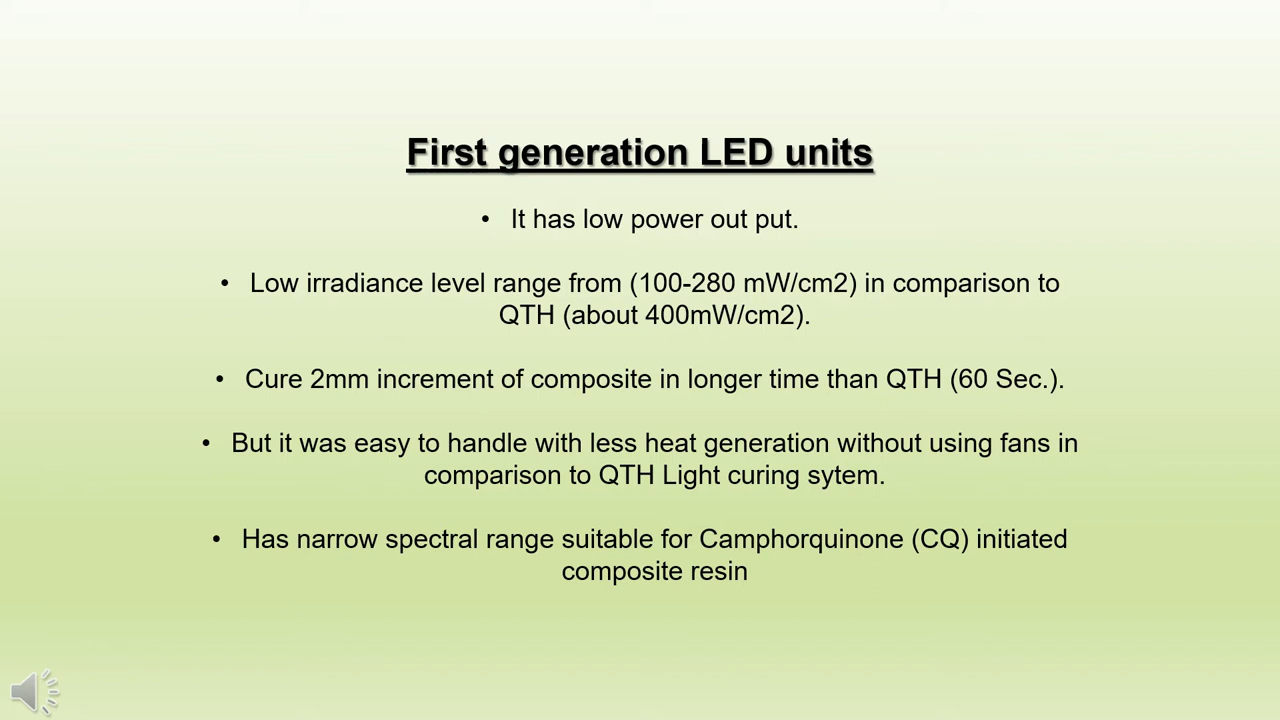 First generation LED units
• It has low power out put.
• Low irradiance level range from (100-280 mW/cm2) in comparison to
QTH (about 400mW/cm2).
• Cure 2mm increment of composite in longer time than QTH (60 Sec.).
• But it was easy to handle with less heat generation without using fans in
comparison to QTH Light curing sytem.
• Has narrow spectral range suitable for Camphorquinone (CQ) initiated
composite resin